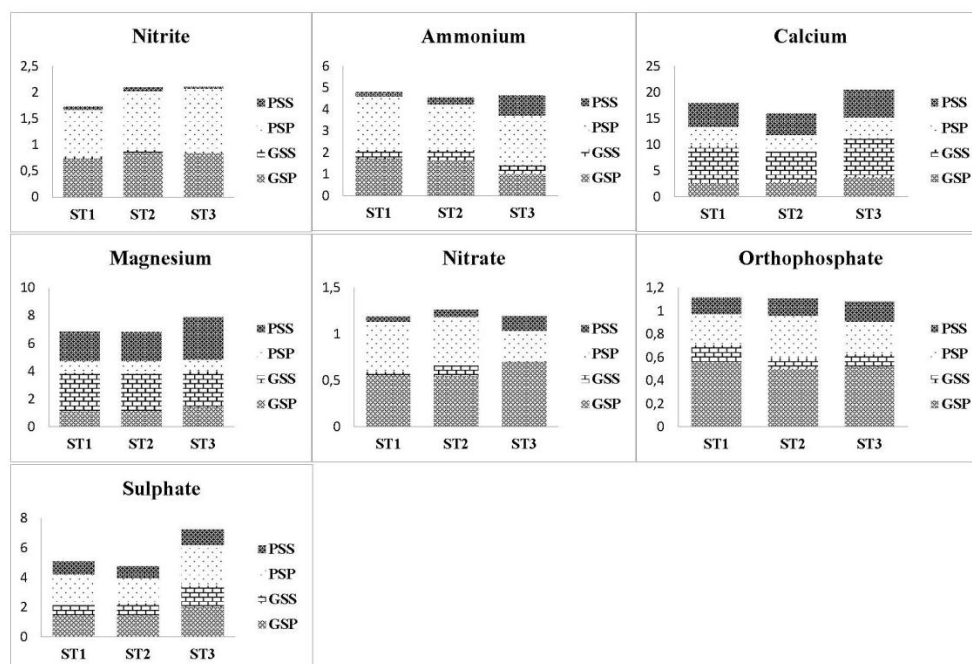 Nitrite
2,5
2
1,5
1
0,5
0
ST1 ST2 ST3
PSS
PSP
GSS
GSP
Ammonium
6
5
4
3
2
1
0
ST1 ST2 ST3
PSS
PSP
GSS
GSP
Calcium
25
20
15
10
5
0
ST1 ST2 ST3
PSS
PSP
GSS
GSP
Magnesium
10
8
6
4
2
0
ST1 ST2 ST3
PSS
PSP
GSS
GSP
Nitrate
1,5
1
0,5
0
ST1 ST2 ST3
PSS
PSP
GSS
GSP
Orthophosphate
1,2
1
0,8
0,6
0,4
0,2
0
ST1 ST2 ST3
PSS
PSP
GSS
GSP
Sulphate
8
6
4
2
0
ST1 ST2 ST3
PSS
PSP
GSS
GSP